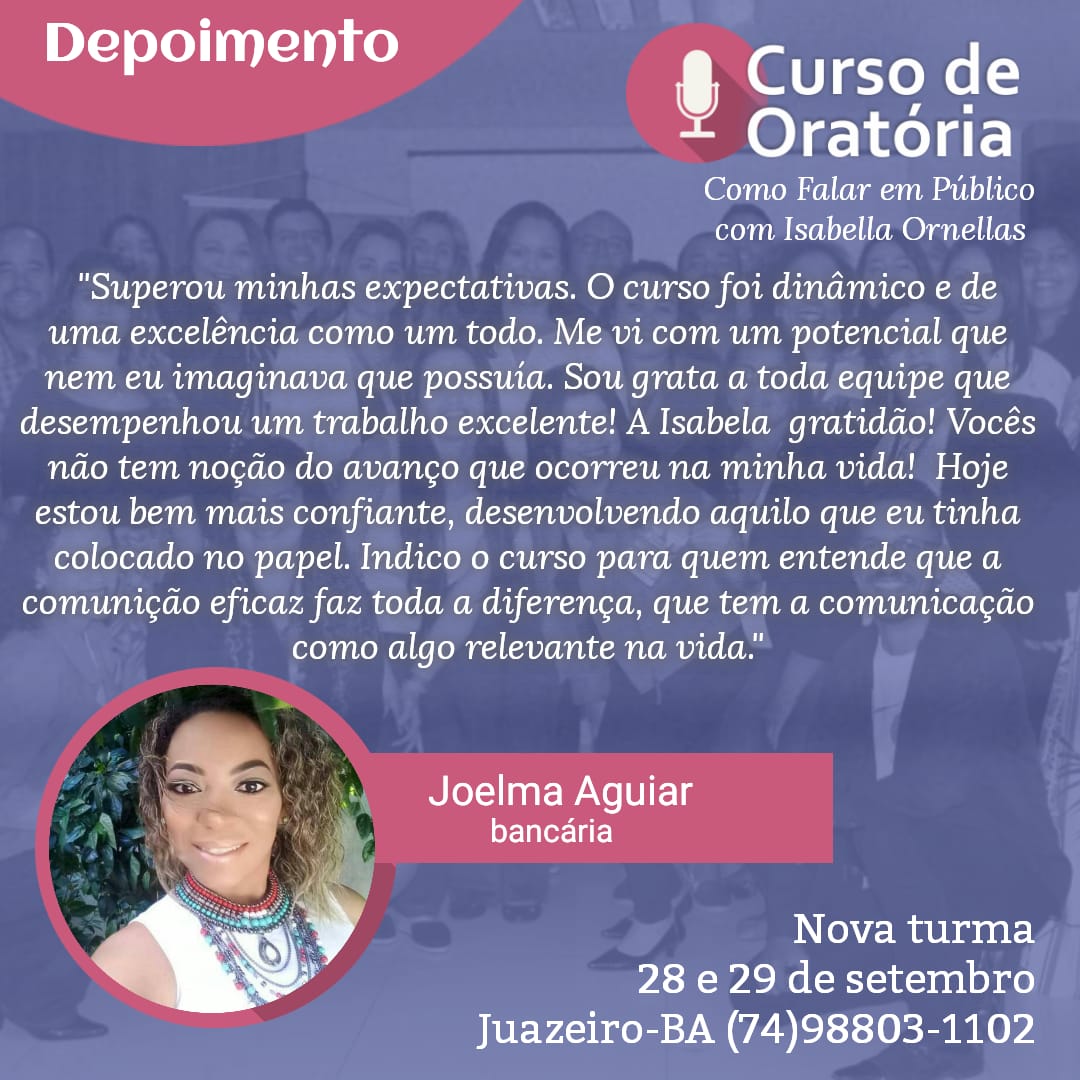 Depoimento
Curso de
Oratória
Como Falar em Público
com Isabella Ornellas
"Superou minhas expectativas. O curso foi dinâmico e de
uma excelência como um todo. Me vi com um potencial que
nem eu imaginava que possuía. Sou grata a toda equipe que
desempenhou um trabalho excelente! A Isabela  gratidão! Vocês
não tem noção do avanço que ocorreu na minha vida!  Hoje
estou bem mais confiante, desenvolvendo aquilo que eu tinha
colocado no papel. Indico o curso para quem entende que a
comunição eficaz faz toda a diferença, que tem a comunicação
como algo relevante na vida."
Joelma Aguiar
bancária
Nova turma
28 e 29 de setembro
Juazeiro-BA (74)98803-1102